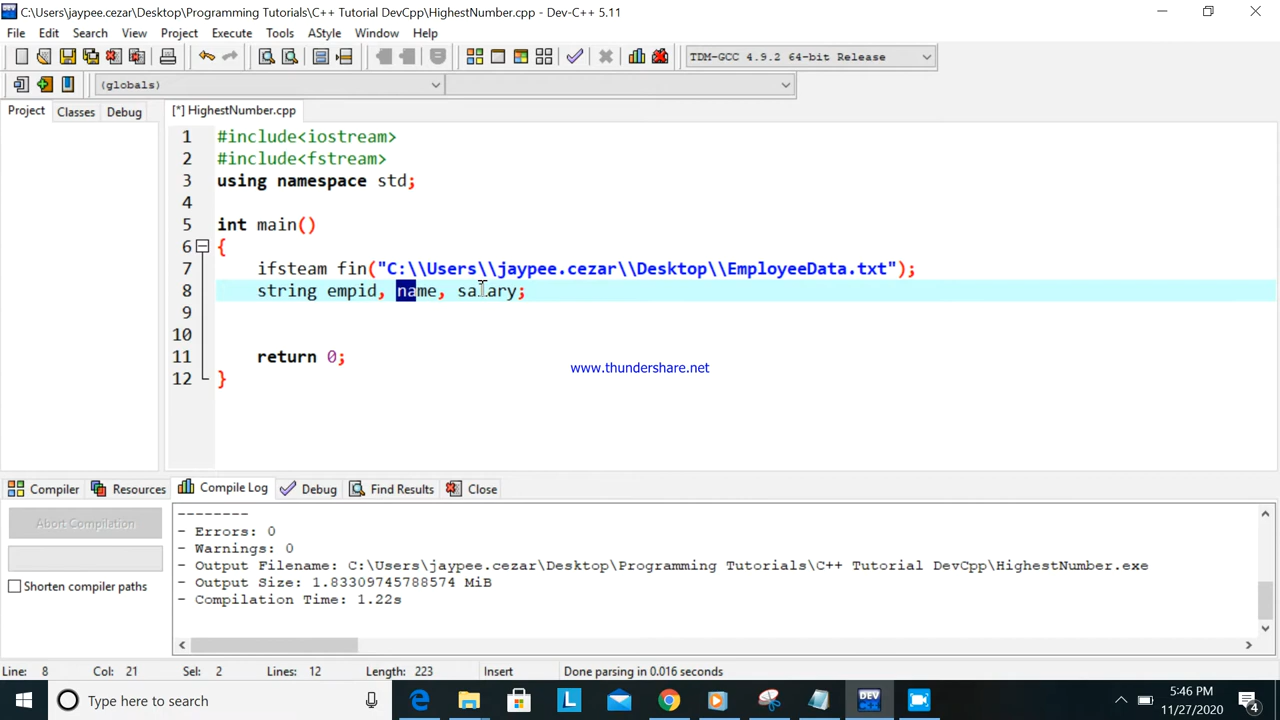 C:\Users\jaypee.cezar\Desktop\Programming Tutorials\C++ Tutorial DevCpp\HighestNumber.cpp - Dev-C++ 5.11
File Edit Search View Project Execute Tools AStyle Window Help
TDM-GCC 4.9.2 64-bit Release
(globals)
Project Classes Debug [*] HighestNumber.cpp
1 #include<iostream>
2 #include<fstream>
3 using namespace std;
4
5 int main()
6 {
7 ifsteam fin("C:\\Users\\jaypee.cezar\\Desktop\\EmployeeData.txt");
8 string empid, name, salary;
9
10
11 return 0;
12 }
www.thundershare.net
Compiler Resources Compile Log Debug Find Results Close
Abort Compilation
Shorten compiler paths
--------
- Errors: 0
- Warnings: 0
- Output Filename: C:\Users\jaypee.cezar\Desktop\Programming Tutorials\C++ Tutorial DevCpp\HighestNumber.exe
- Output Size: 1.83309745788574 MiB
- Compilation Time: 1.22s
Line: 8 Col: 21 Sel: 2 Lines: 12 Length: 223 Insert Done parsing in 0.016 seconds
Type here to search
L
DEV
5:46 PM
11/27/2020
4